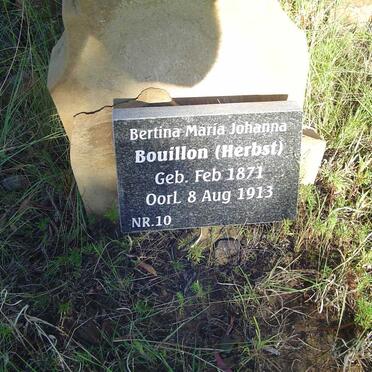 Bertina Maria Johanna
Bouillon (Herbst)
Geb. Feb 1871
Oorl. 8 Aug 1913
NR.10